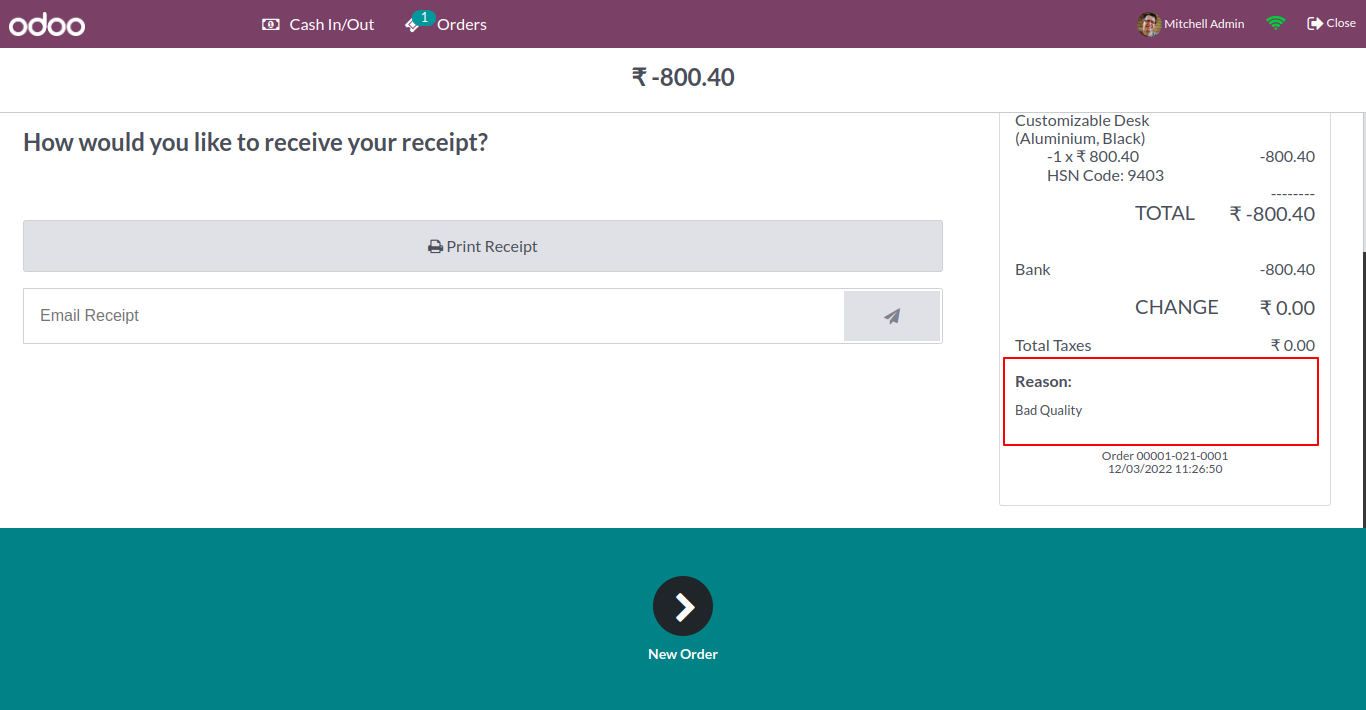 odoo Cash In/Out 1 Orders Mitchell Admin Close
₹ -800.40
How would you like to receive your receipt?
Print Receipt
Email Receipt
Customizable Desk
(Aluminium, Black)
-1 x ₹ 800.40 -800.40
HSN Code: 9403
--------
TOTAL ₹ -800.40
Bank -800.40
CHANGE ₹ 0.00
Total Taxes ₹ 0.00
Reason:
Bad Quality
Order 00001-021-0001
12/03/2022 11:26:50
New Order